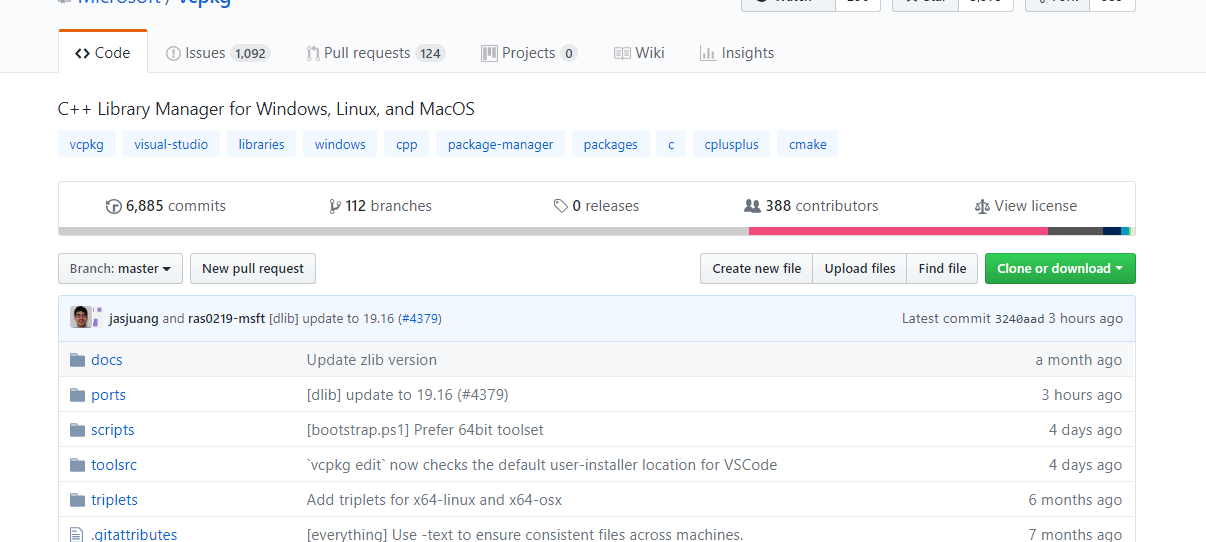 Microsoft / vcpkg
Code Issues 1,092 Pull requests 124 Projects 0 Wiki Insights
C++ Library Manager for Windows, Linux, and MacOS
vcpkg visual-studio libraries windows cpp package-manager packages c cplusplus cmake
6,885 commits 112 branches 0 releases 388 contributors View license
Branch: master New pull request Create new file Upload files Find file Clone or download
jasjuang and ras0219-msft [dlib] update to 19.16 (#4379) Latest commit 3240aad 3 hours ago
docs Update zlib version a month ago
ports [dlib] update to 19.16 (#4379) 3 hours ago
scripts [bootstrap.ps1] Prefer 64bit toolset 4 days ago
toolsrc `vcpkg edit` now checks the default user-installer location for VSCode 4 days ago
triplets Add triplets for x64-linux and x64-osx 6 months ago
.gitattributes [everything] Use -text to ensure consistent files across machines. 7 months ago